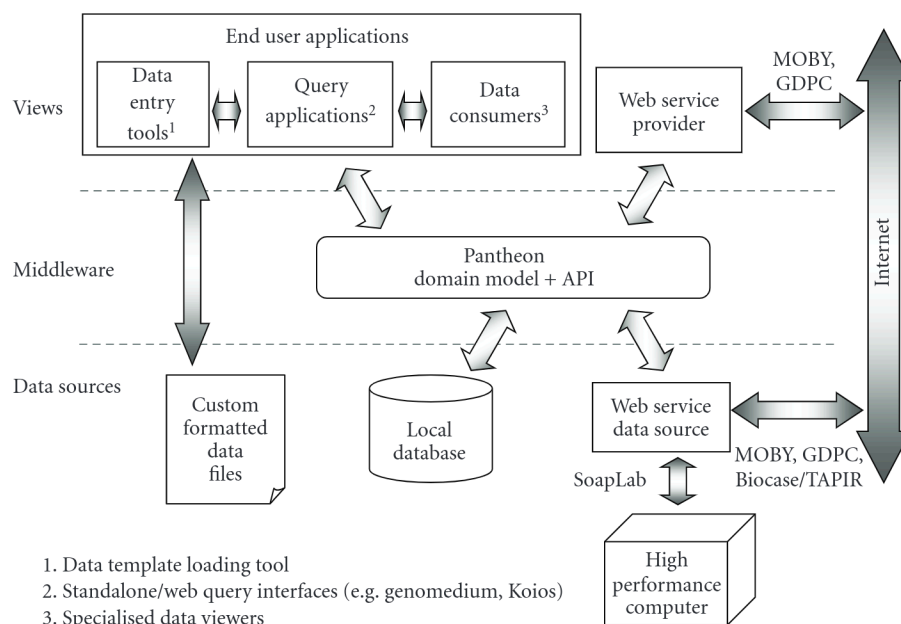 End user applications
Data
entry
tools1
Query
applications2
Data
consumers3
Views
Web service
provider
MOBY,
GDPC
Internet
Middleware
Pantheon
domain model + API
Data sources
Custom
formatted
data
files
Local
database
Web service
data source
MOBY, GDPC,
Biocase/TAPIR
SoapLab
High
performance
computer
1. Data template loading tool
2. Standalone/web query interfaces (e.g. genomedium, Koios)
3. Specialised data viewers